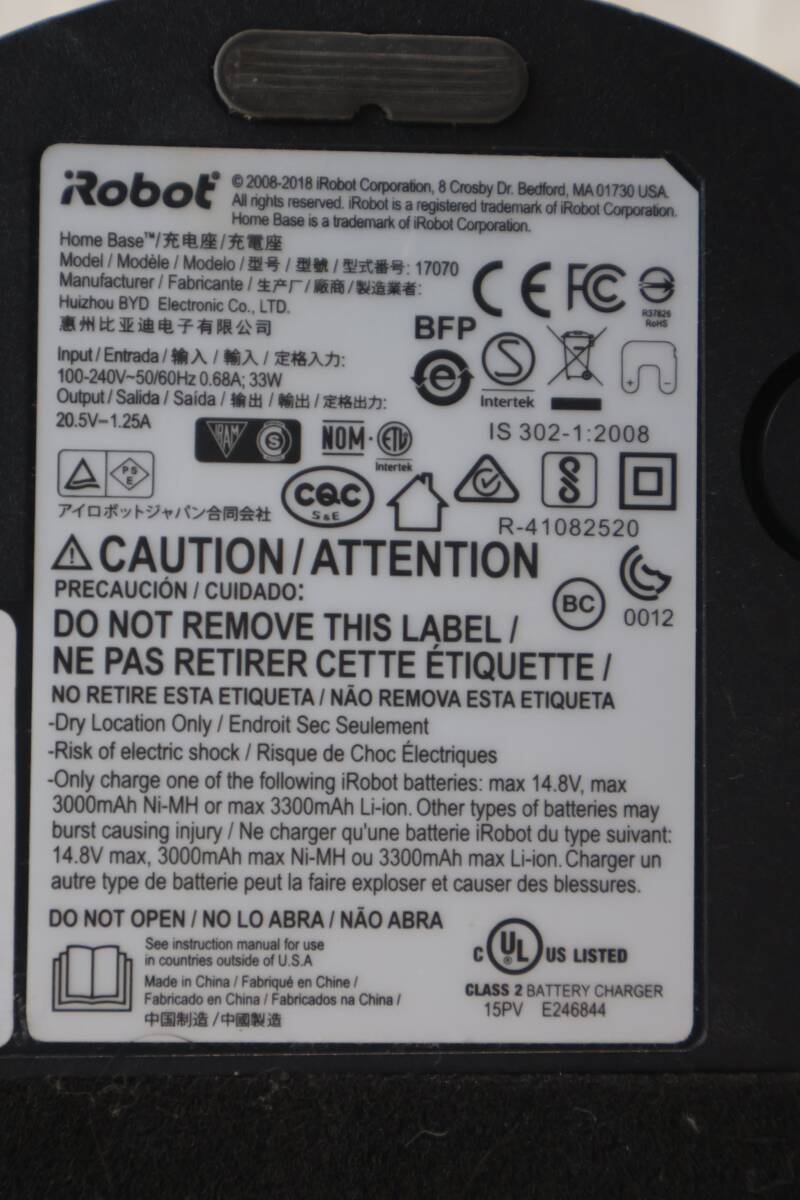 iRobot
© 2008-2018 iRobot Corporation, 8 Crosby Dr. Bedford, MA 01730 USA.
All rights reserved. iRobot is a registered trademark of iRobot Corporation.
Home Base is a trademark of iRobot Corporation.
Home Base™/充电座/充電座
Model / Modèle / Modelo / 型号 / 型號 / 型式番号: 17070
Manufacturer / Fabricante / 生产厂/ 廠商 / 製造業者:
Huizhou BYD Electronic Co., LTD.
惠州比亚迪电子有限公司
CE FC
R37826
RoHS
BFP
Input / Entrada / 输入 / 輸入 / 定格入力:
100-240V~50/60Hz 0.68A; 33W
Output / Salida / Saída / 输出 / 輸出 / 定格出力:
20.5V⎓1.25A
e
S
Intertek
+ -
IRAM S
NOM
ETL
Intertek
IS 302-1:2008
PS
E
アイロボットジャパン合同会社
CQC
S&E
R-41082520
⚠ CAUTION / ATTENTION
PRECAUCIÓN / CUIDADO:
BC
0012
DO NOT REMOVE THIS LABEL /
NE PAS RETIRER CETTE ÉTIQUETTE /
NO RETIRE ESTA ETIQUETA / NÃO REMOVA ESTA ETIQUETA
-Dry Location Only / Endroit Sec Seulement
-Risk of electric shock / Risque de Choc Électriques
-Only charge one of the following iRobot batteries: max 14.8V, max
3000mAh Ni-MH or max 3300mAh Li-ion. Other types of batteries may
burst causing injury / Ne charger qu'une batterie iRobot du type suivant:
14.8V max, 3000mAh max Ni-MH ou 3300mAh max Li-ion. Charger un
autre type de batterie peut la faire exploser et causer des blessures.
DO NOT OPEN / NO LO ABRA / NÃO ABRA
See instruction manual for use
in countries outside of U.S.A
Made in China / Fabriqué en Chine /
Fabricado en China / Fabricados na China /
中国制造 /中國製造
C UL ® US LISTED
CLASS 2 BATTERY CHARGER
15PV E246844